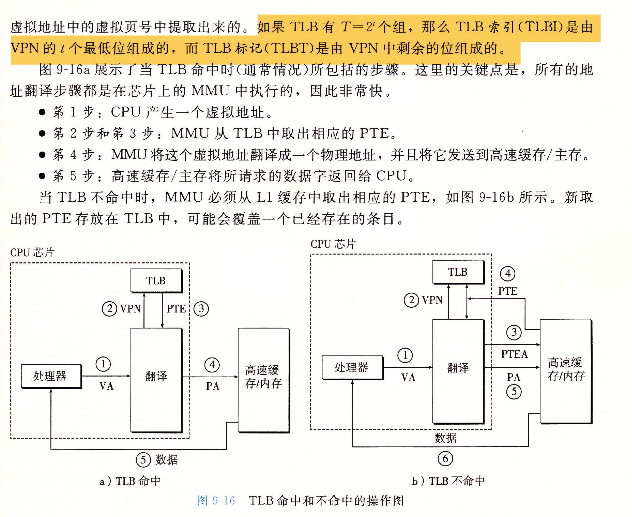 虚拟地址中的虚拟页号中提取出来的。如果 TLB 有 T=2ᵗ个组，那么 TLB 索引(TLBI)是由
VPN 的 t 个最低位组成的，而 TLB 标记(TLBT)是由 VPN 中剩余的位组成的。
图 9-16a 展示了当 TLB 命中时(通常情况)所包括的步骤。这里的关键点是，所有的地
址翻译步骤都是在芯片上的 MMU 中执行的，因此非常快。
● 第 1 步：CPU 产生一个虚拟地址。
● 第 2 步和第 3 步：MMU 从 TLB 中取出相应的 PTE。
● 第 4 步：MMU 将这个虚拟地址翻译成一个物理地址，并且将它发送到高速缓存/主存。
● 第 5 步：高速缓存/主存将所请求的数据字返回给 CPU。
当 TLB 不命中时，MMU 必须从 L1 缓存中取出相应的 PTE，如图 9-16b 所示。新取
出的 PTE 存放在 TLB 中，可能会覆盖一个已经存在的条目。
CPU 芯片
TLB
② VPN
PTE ③
①
处理器
VA
翻译
④
PA
高速缓
存/内存
⑤ 数据
a）TLB 命中
CPU 芯片
TLB
④
PTE
② VPN
③
PTEA
①
处理器
VA
翻译
PA
⑤
高速缓
存/内存
数据
⑥
b）TLB 不命中
图 9-16 TLB 命中和不命中的操作图